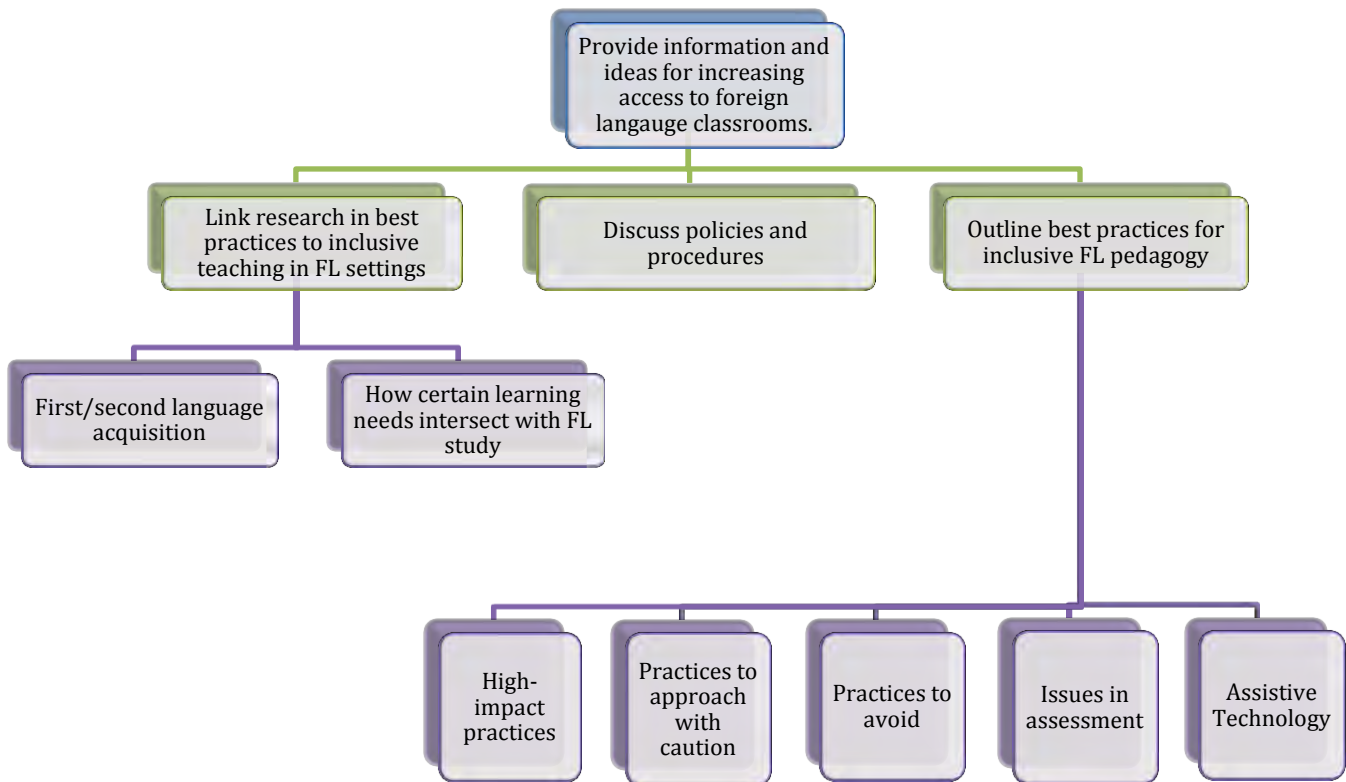 Provide information and
ideas for increasing
access to foreign
langauge classrooms.
Link research in best
practices to inclusive
teaching in FL settings
Discuss policies and
procedures
Outline best practices for
inclusive FL pedagogy
First/second language
acquisition
How certain learning
needs intersect with FL
study
High-
impact
practices
Practices to
approach
with
caution
Practices to
avoid
Issues in
assessment
Assistive
Technology